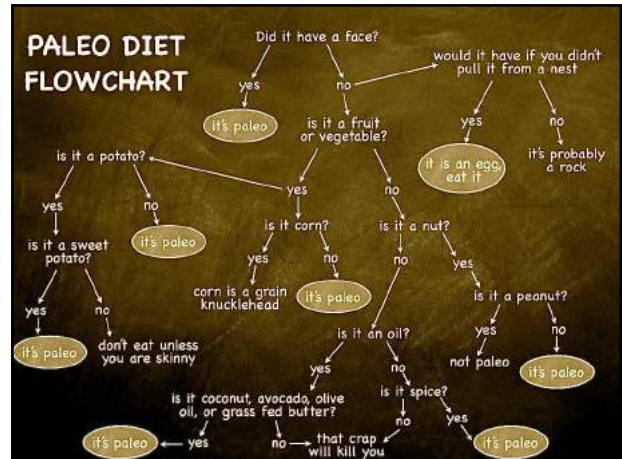 PALEO DIET
FLOWCHART
Did it have a face?
yes
no
it's paleo
would it have if you didn't
pull it from a nest
yes
no
it is an egg,
eat it
it's probably
a rock
is it a fruit
or vegetable?
yes
no
is it a potato?
yes
no
it's paleo
is it a sweet
potato?
yes
no
it's paleo
don't eat unless
you are skinny
is it corn?
yes
no
corn is a grain
knucklehead
it's paleo
is it a nut?
no
yes
is it a peanut?
yes
no
not paleo
it's paleo
is it an oil?
yes
no
is it coconut, avocado, olive
oil, or grass fed butter?
yes
no
it's paleo
that crap
will kill you
is it spice?
no
yes
it's paleo